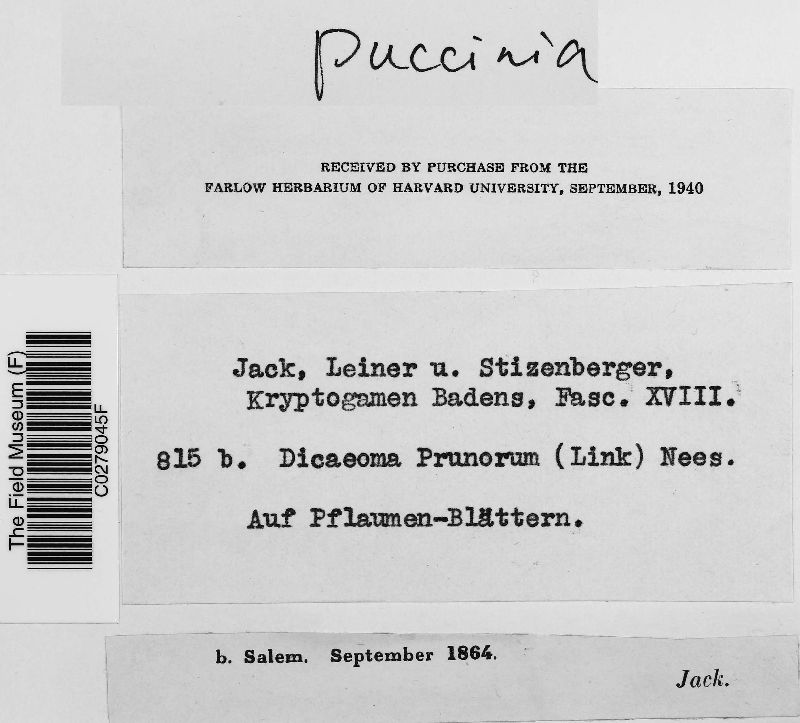 puccinia
RECEIVED BY PURCHASE FROM THE
FARLOW HERBARIUM OF HARVARD UNIVERSITY, SEPTEMBER, 1940
Jack, Leiner u. Stizenberger,
Kryptogamen Badens, Fasc. XVIII.
815 b. Dicaeoma Prunorum (Link) Nees.
Auf Pflaumen-Blättern.
b. Salem. September 1864.
Jack.
The Field Museum (F)
C0279045F